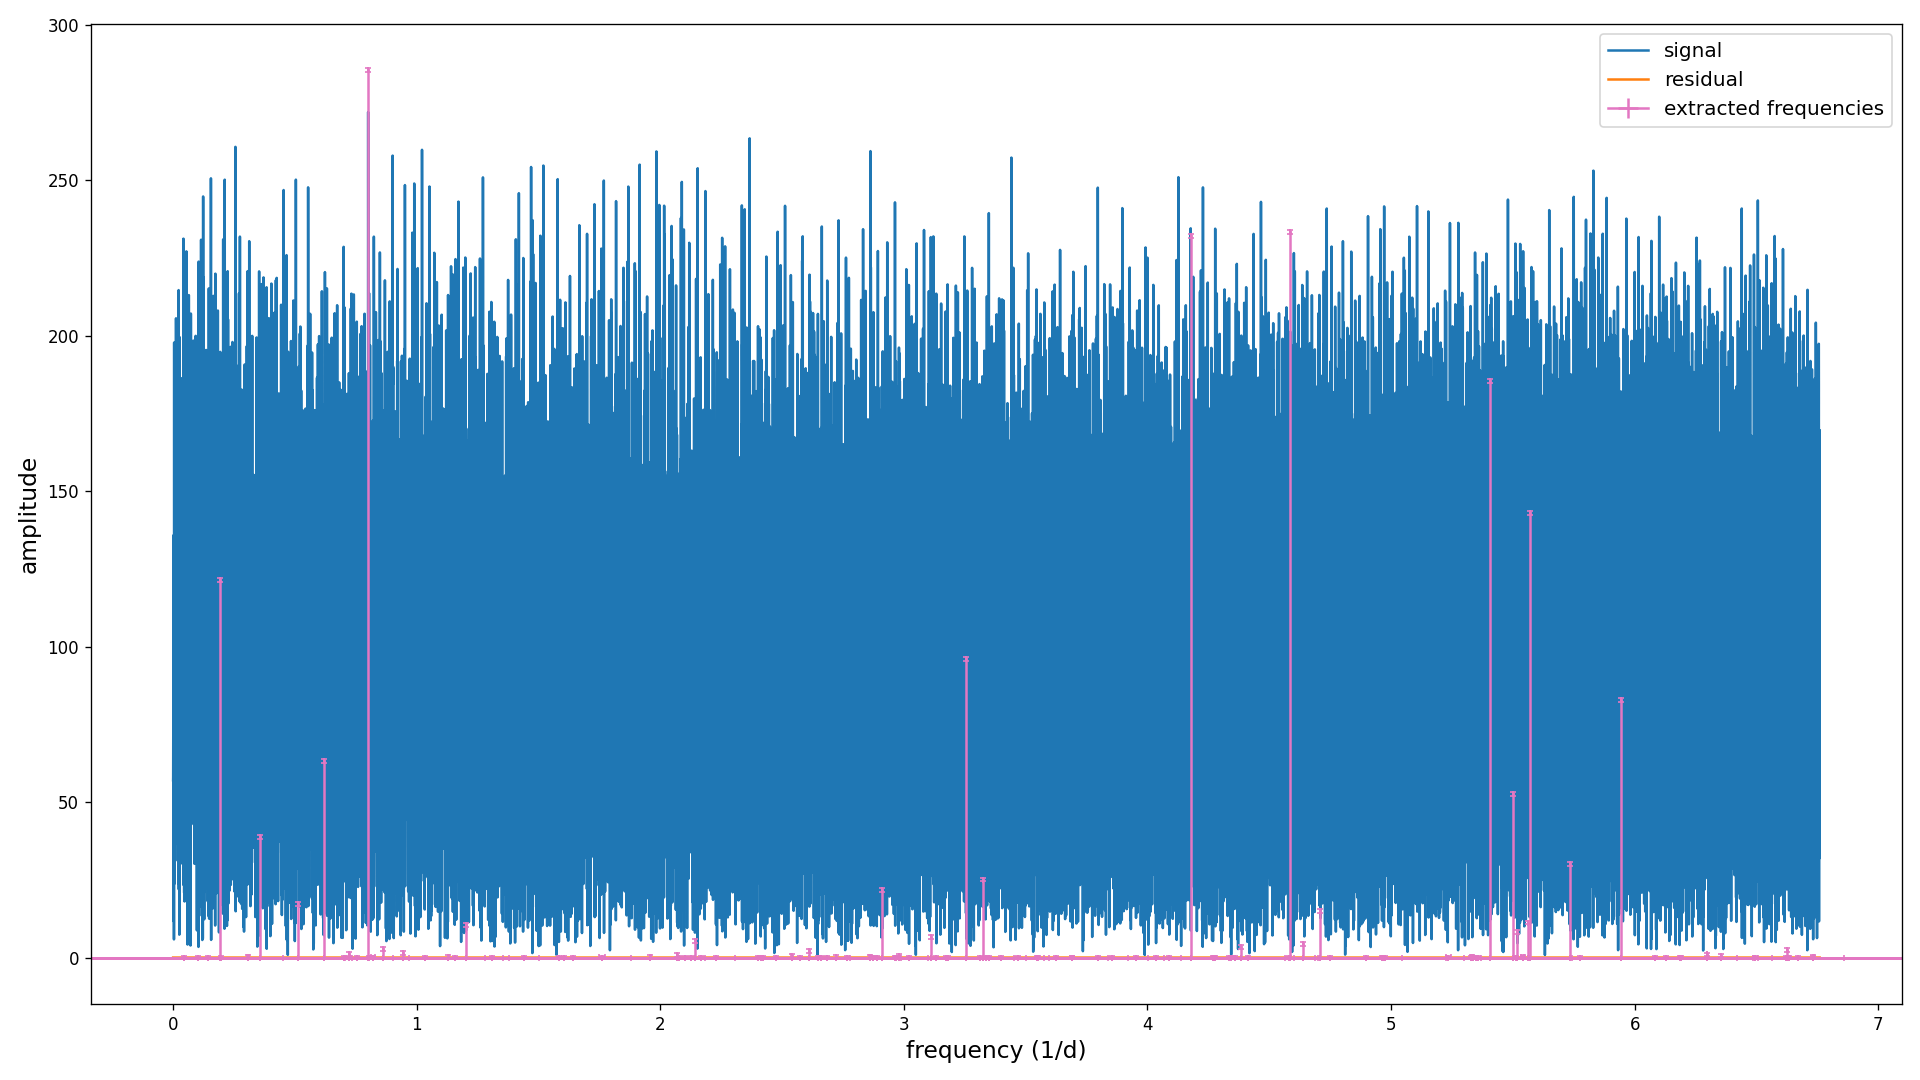 300
250
200
150
100
50
0
amplitude
signal
residual
extracted frequencies
0 1 2 3 4 5 6 7
frequency (1/d)